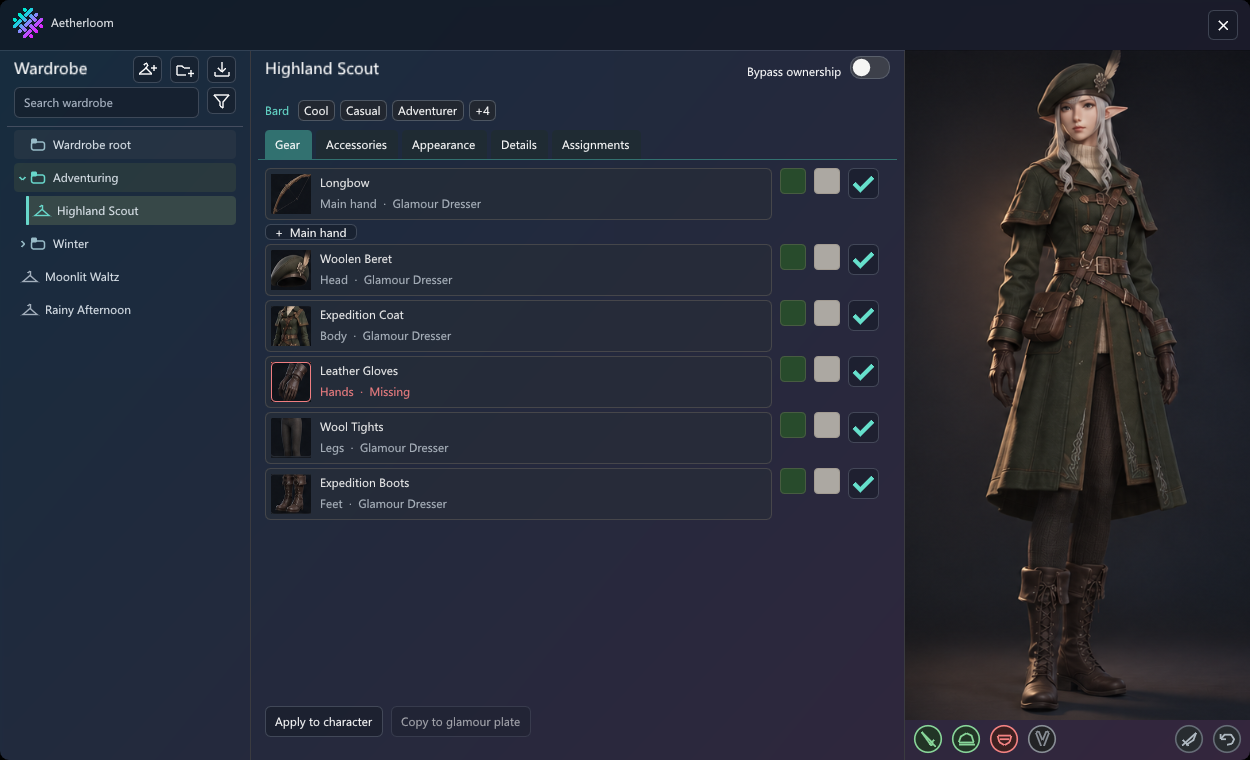 Aetherloom
Wardrobe
Search wardrobe
Wardrobe root
Adventuring
Highland Scout
Winter
Moonlit Waltz
Rainy Afternoon
Highland Scout
Bypass ownership
Bard Cool Casual Adventurer +4
Gear Accessories Appearance Details Assignments
Longbow
Main hand · Glamour Dresser
+ Main hand
Woolen Beret
Head · Glamour Dresser
Expedition Coat
Body · Glamour Dresser
Leather Gloves
Hands · Missing
Wool Tights
Legs · Glamour Dresser
Expedition Boots
Feet · Glamour Dresser
Apply to character Copy to glamour plate